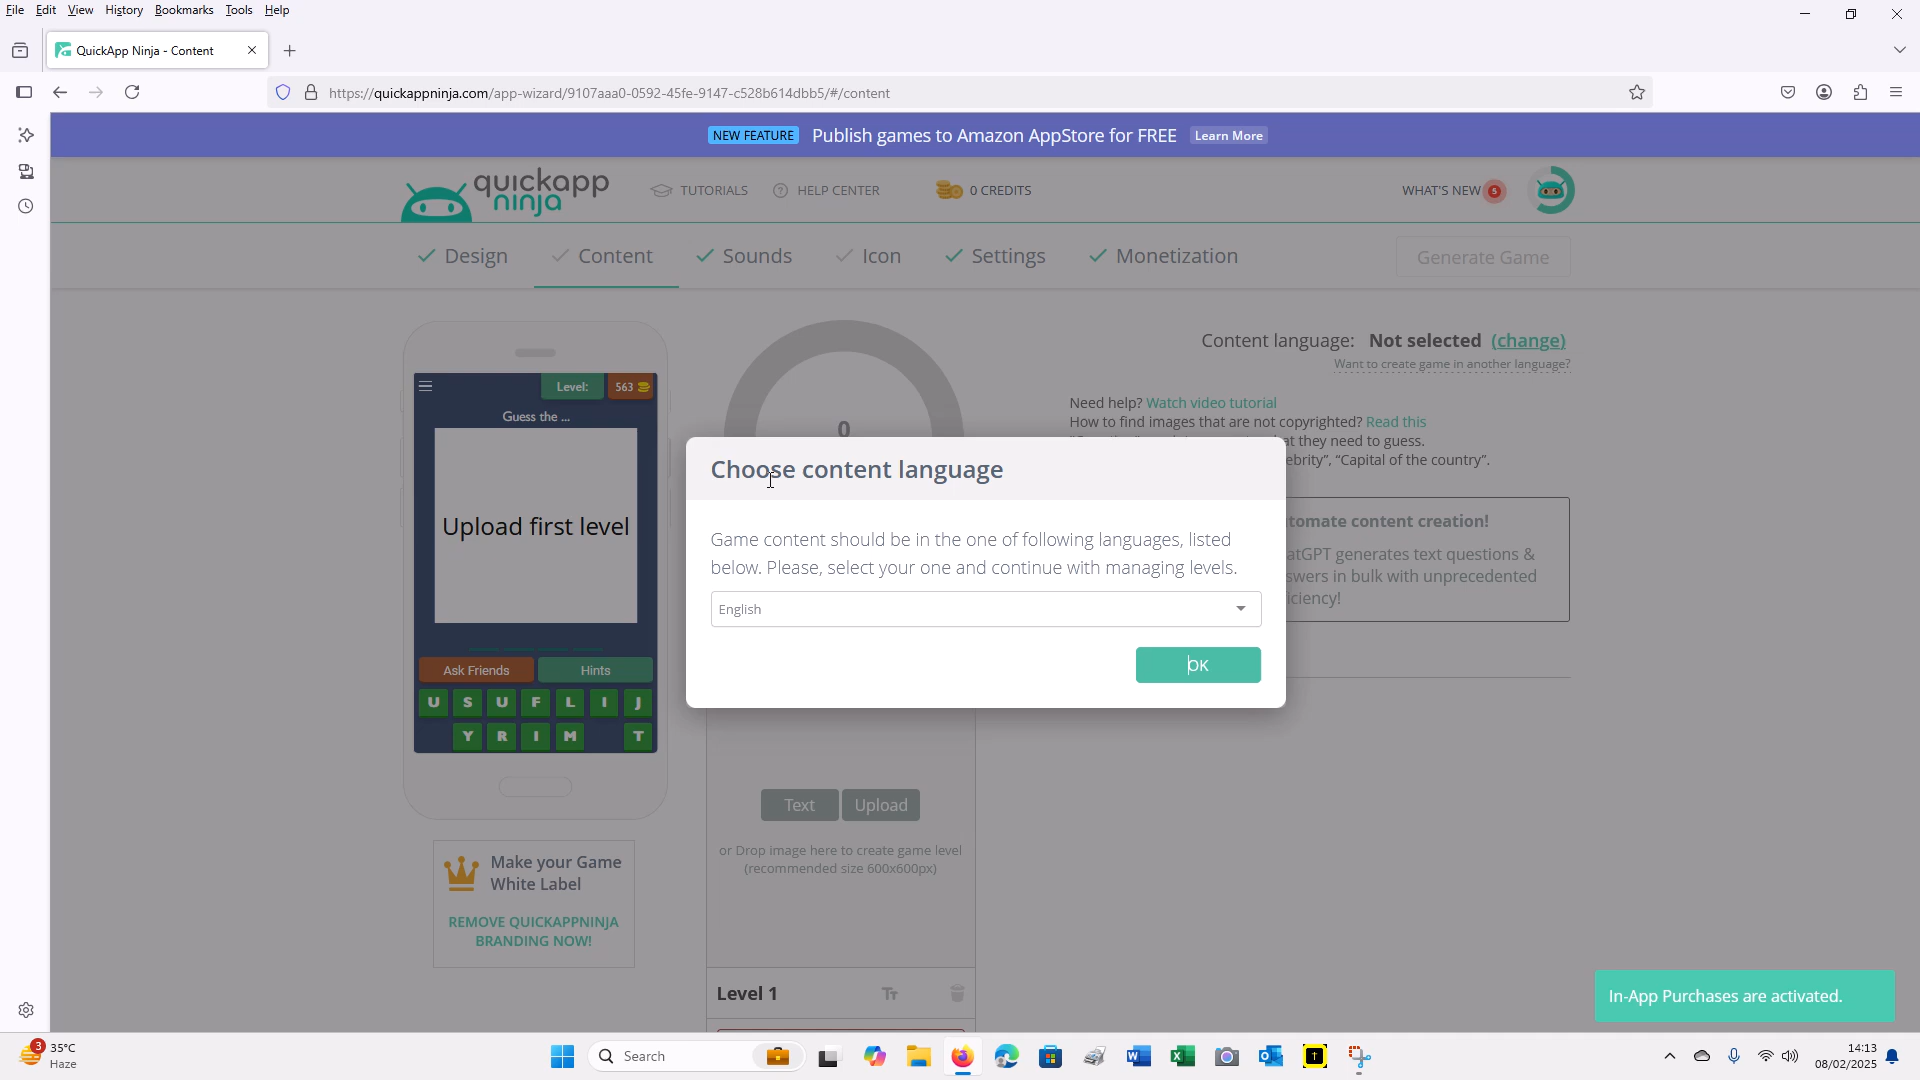 File Edit View History Bookmarks Tools Help
QuickApp Ninja - Content
https://quickappninja.com/app-wizard/9107aaa0-0592-45fe-9147-c528b614dbb5/#/content
NEW FEATURE Publish games to Amazon AppStore for FREE Learn More
quickapp
ninja
TUTORIALS HELP CENTER 0 CREDITS WHAT'S NEW 5
Design Content Sounds Icon Settings Monetization Generate Game
Content language: Not selected (change)
Want to create game in another language?
Level: 563
Guess the ...
Upload first level
Ask Friends Hints
U S U F L I J
Y R I M T
0
Need help? Watch video tutorial
How to find images that are not copyrighted? Read this
at they need to guess.
ebrity", "Capital of the country".
tomate content creation!
atGPT generates text questions &
swers in bulk with unprecedented
iciency!
Choose content language
Game content should be in the one of following languages, listed
below. Please, select your one and continue with managing levels.
English
OK
Text Upload
or Drop image here to create game level
(recommended size 600x600px)
Make your Game
White Label
REMOVE QUICKAPPNINJA
BRANDING NOW!
Level 1
In-App Purchases are activated.
3 35°C
Haze
Search
14:13
08/02/2025